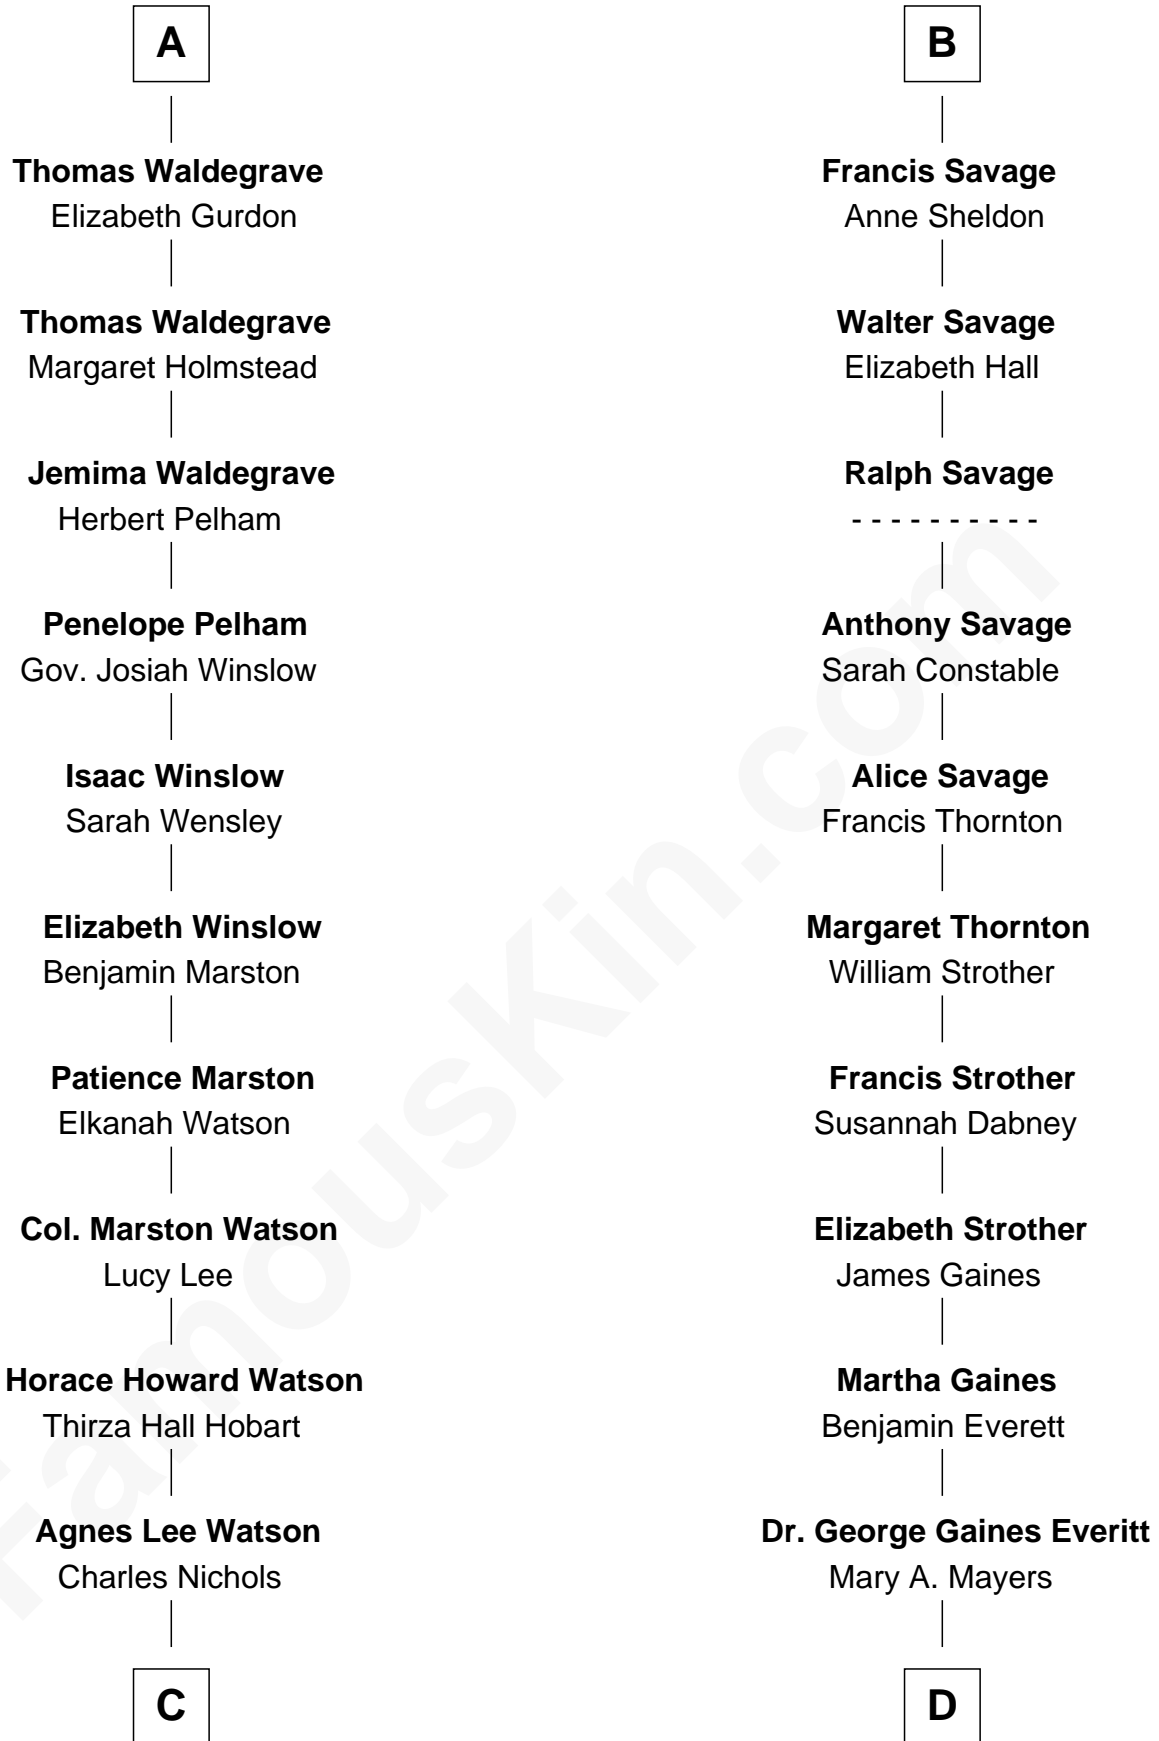 A
Thomas Waldegrave
Elizabeth Gurdon
Thomas Waldegrave
Margaret Holmstead
Jemima Waldegrave
Herbert Pelham
Penelope Pelham
Gov. Josiah Winslow
Isaac Winslow
Sarah Wensley
Elizabeth Winslow
Benjamin Marston
Patience Marston
Elkanah Watson
Col. Marston Watson
Lucy Lee
Horace Howard Watson
Thirza Hall Hobart
Agnes Lee Watson
Charles Nichols
C
B
Francis Savage
Anne Sheldon
Walter Savage
Elizabeth Hall
Ralph Savage
- - - - - - - - - -
Anthony Savage
Sarah Constable
Alice Savage
Francis Thornton
Margaret Thornton
William Strother
Francis Strother
Susannah Dabney
Elizabeth Strother
James Gaines
Martha Gaines
Benjamin Everett
Dr. George Gaines Everitt
Mary A. Mayers
D
FamousKin.com